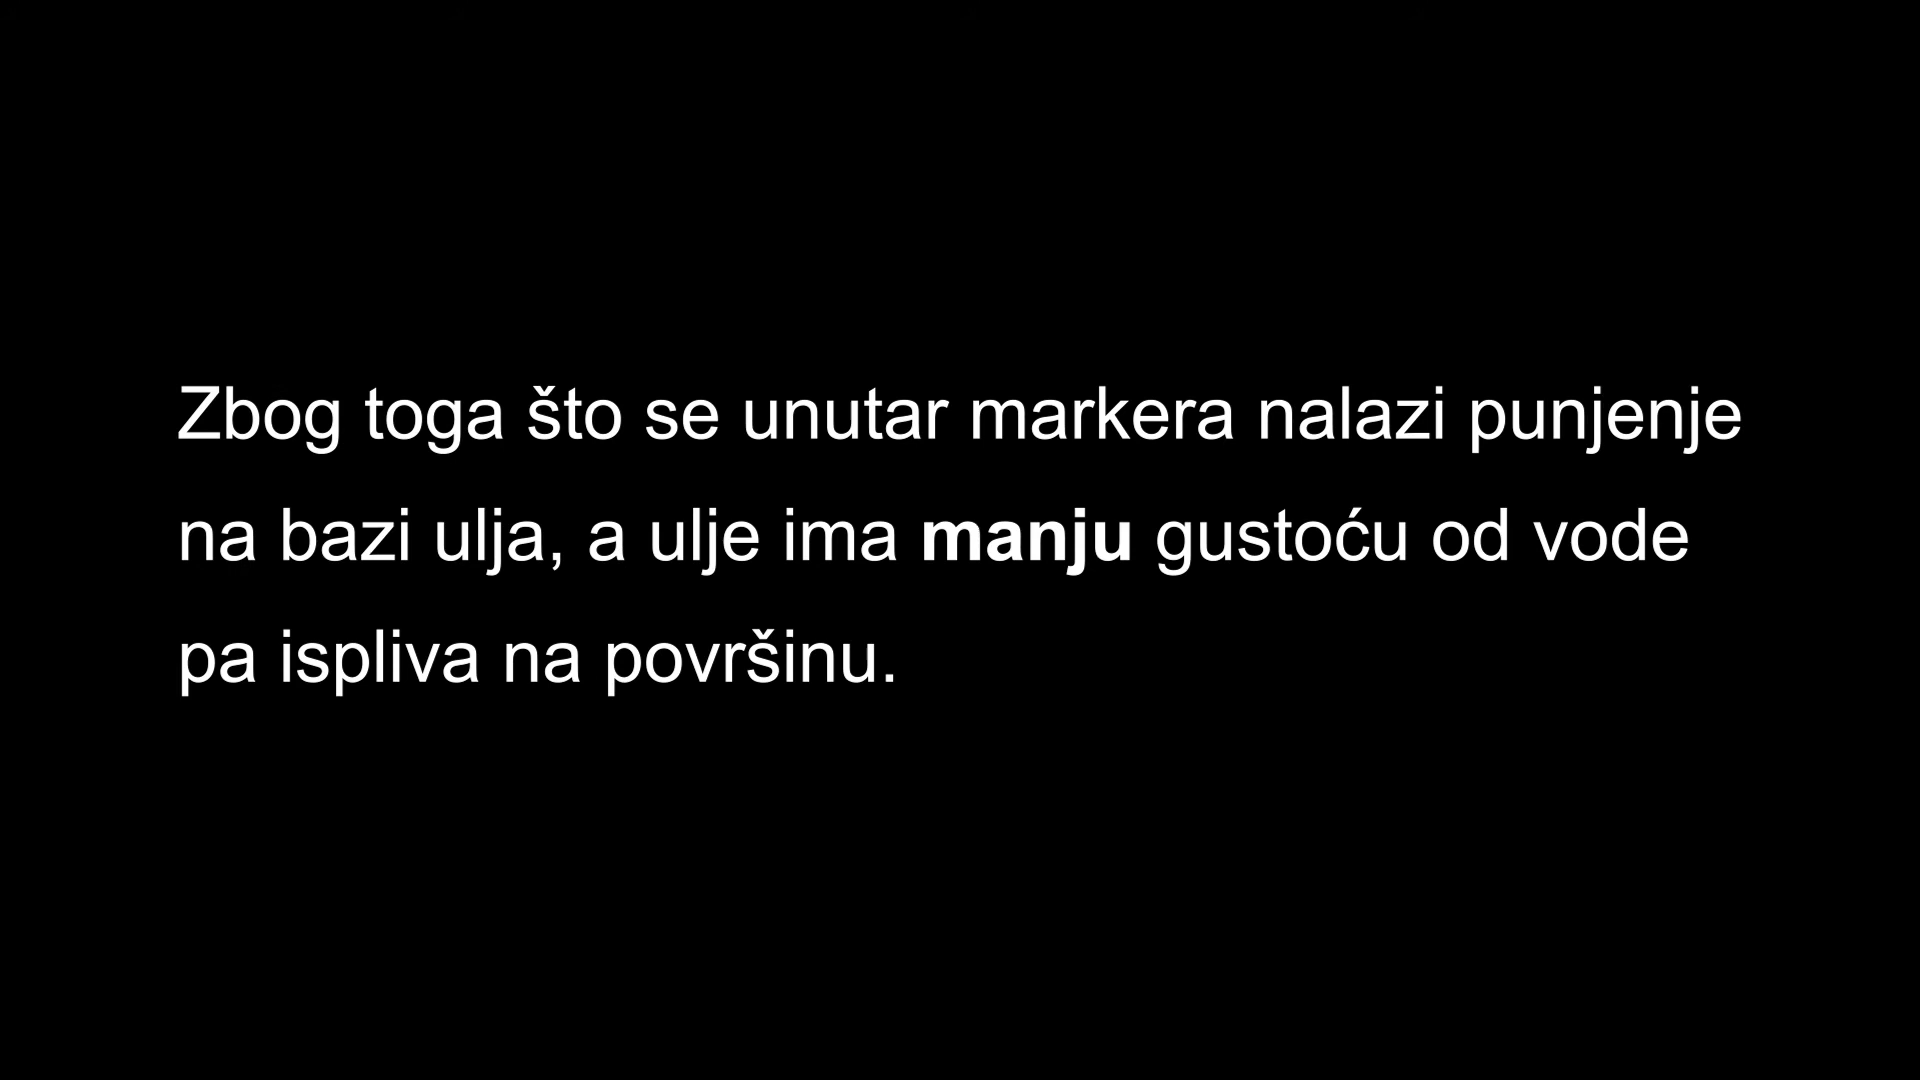 Zbog toga što se unutar markera nalazi punjenje
na bazi ulja, a ulje ima manju gustoću od vode
pa ispliva na površinu.